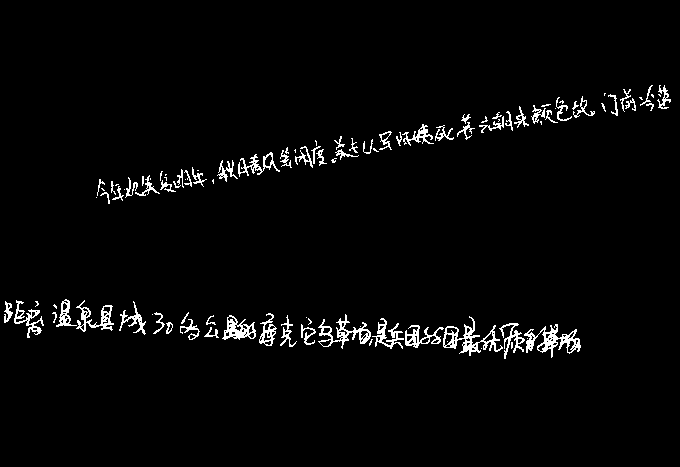 今年欢笑复明年,秋月春风等闲度。弟走从军阿姨死,暮去朝来颜色故。门前冷落
距离温泉县城30多公里的库克它乌草场是兵团88团最优质的草场